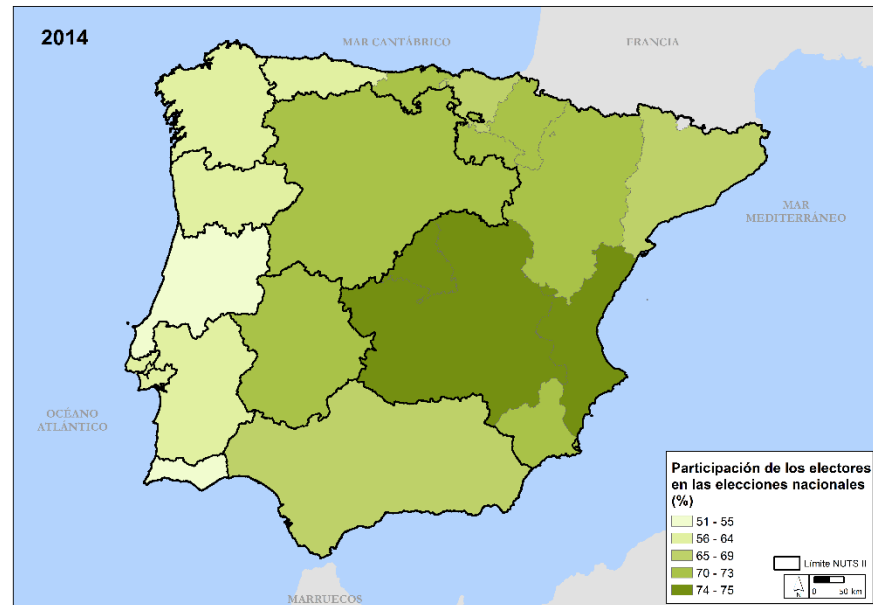 2014
MAR CANTÁBRICO
FRANCIA
MAR
MEDITERRÁNEO
OCÉANO
ATLÁNTICO
MARRUECOS
Participación de los electores
en las elecciones nacionales
(%)
51 - 55
56 - 64
65 - 69
70 - 73
74 - 75
Límite NUTS II
N
0 50 km